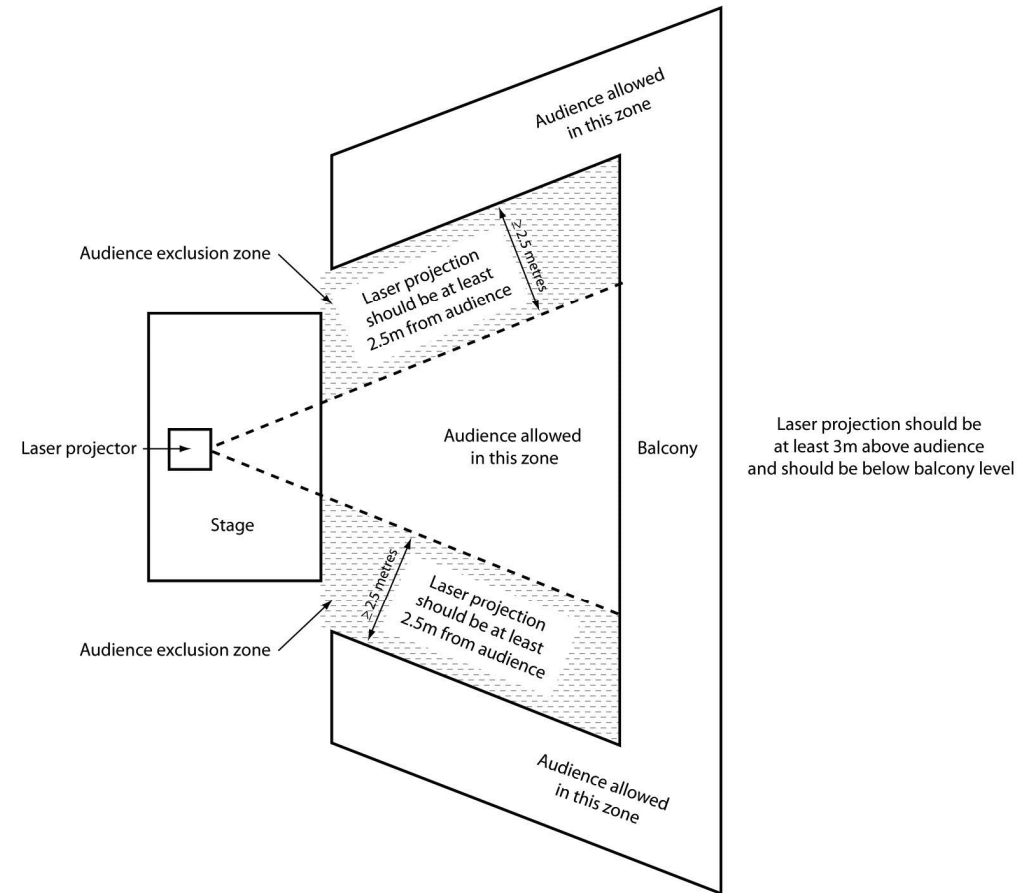 Audience allowed
in this zone
≥ 2.5 metres
Audience exclusion zone
Laser projection
should be at least
2.5m from audience
Laser projector
Stage
Audience allowed
in this zone
Balcony
Laser projection should be
at least 3m above audience
and should be below balcony level
≥ 2.5 metres
Laser projection
should be at least
2.5m from audience
Audience exclusion zone
Audience allowed
in this zone